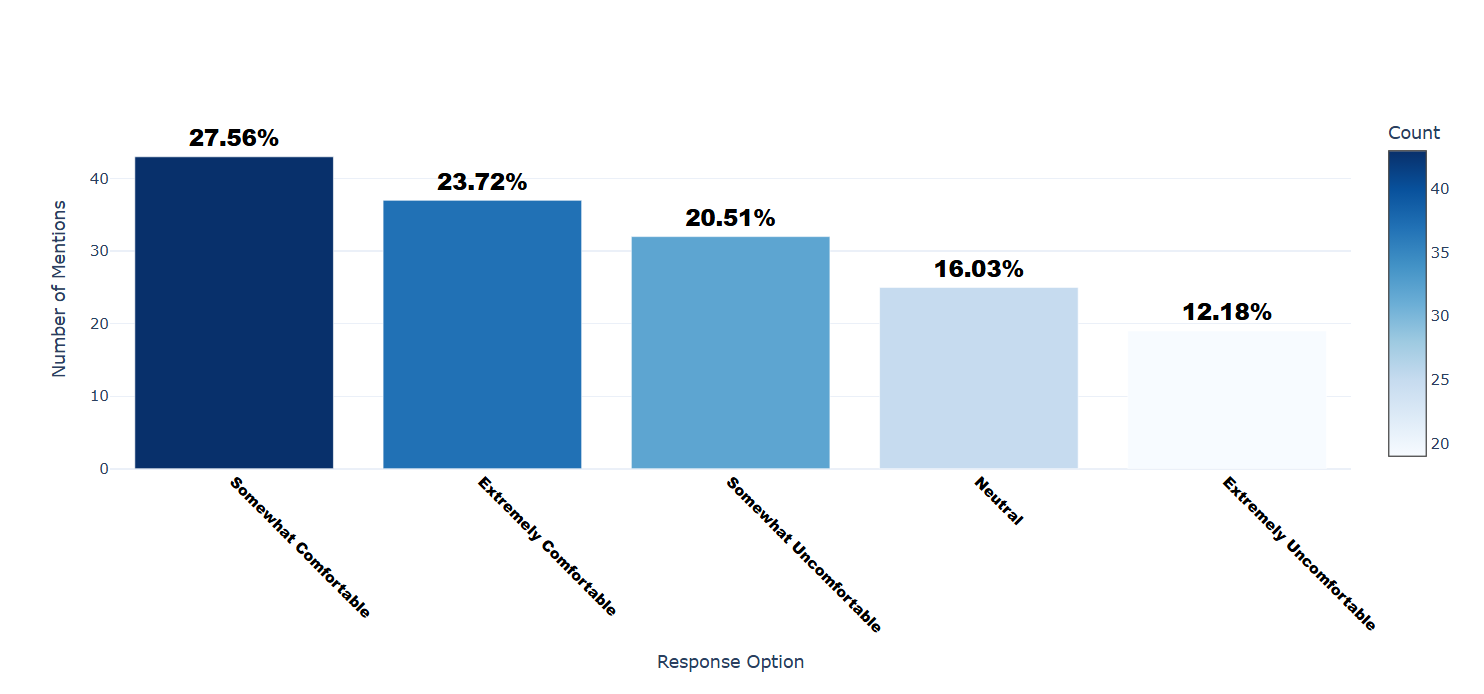 27.56%
23.72%
20.51%
16.03%
12.18%
Number of Mentions
40
30
20
10
0
Somewhat Comfortable
Extremely Comfortable
Somewhat Uncomfortable
Neutral
Extremely Uncomfortable
Response Option
Count
40
35
30
25
20